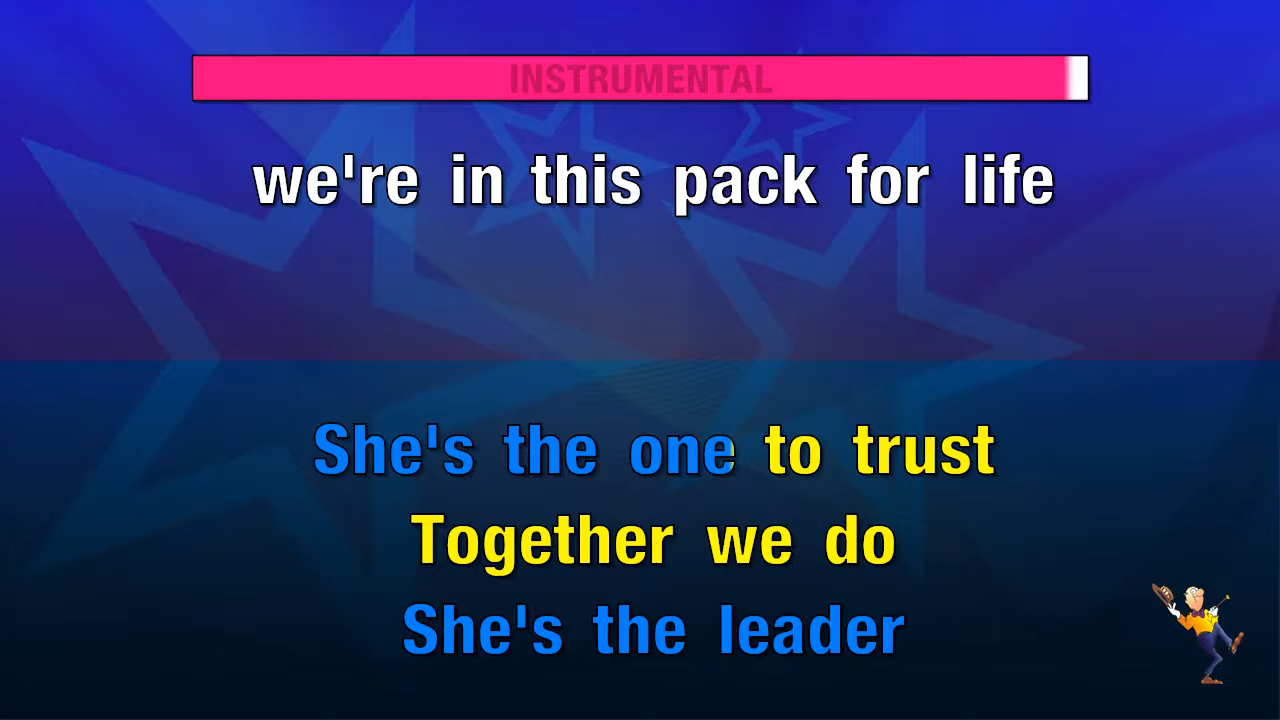 INSTRUMENTAL
we're in this pack for life
She's the one to trust
Together we do
She's the leader